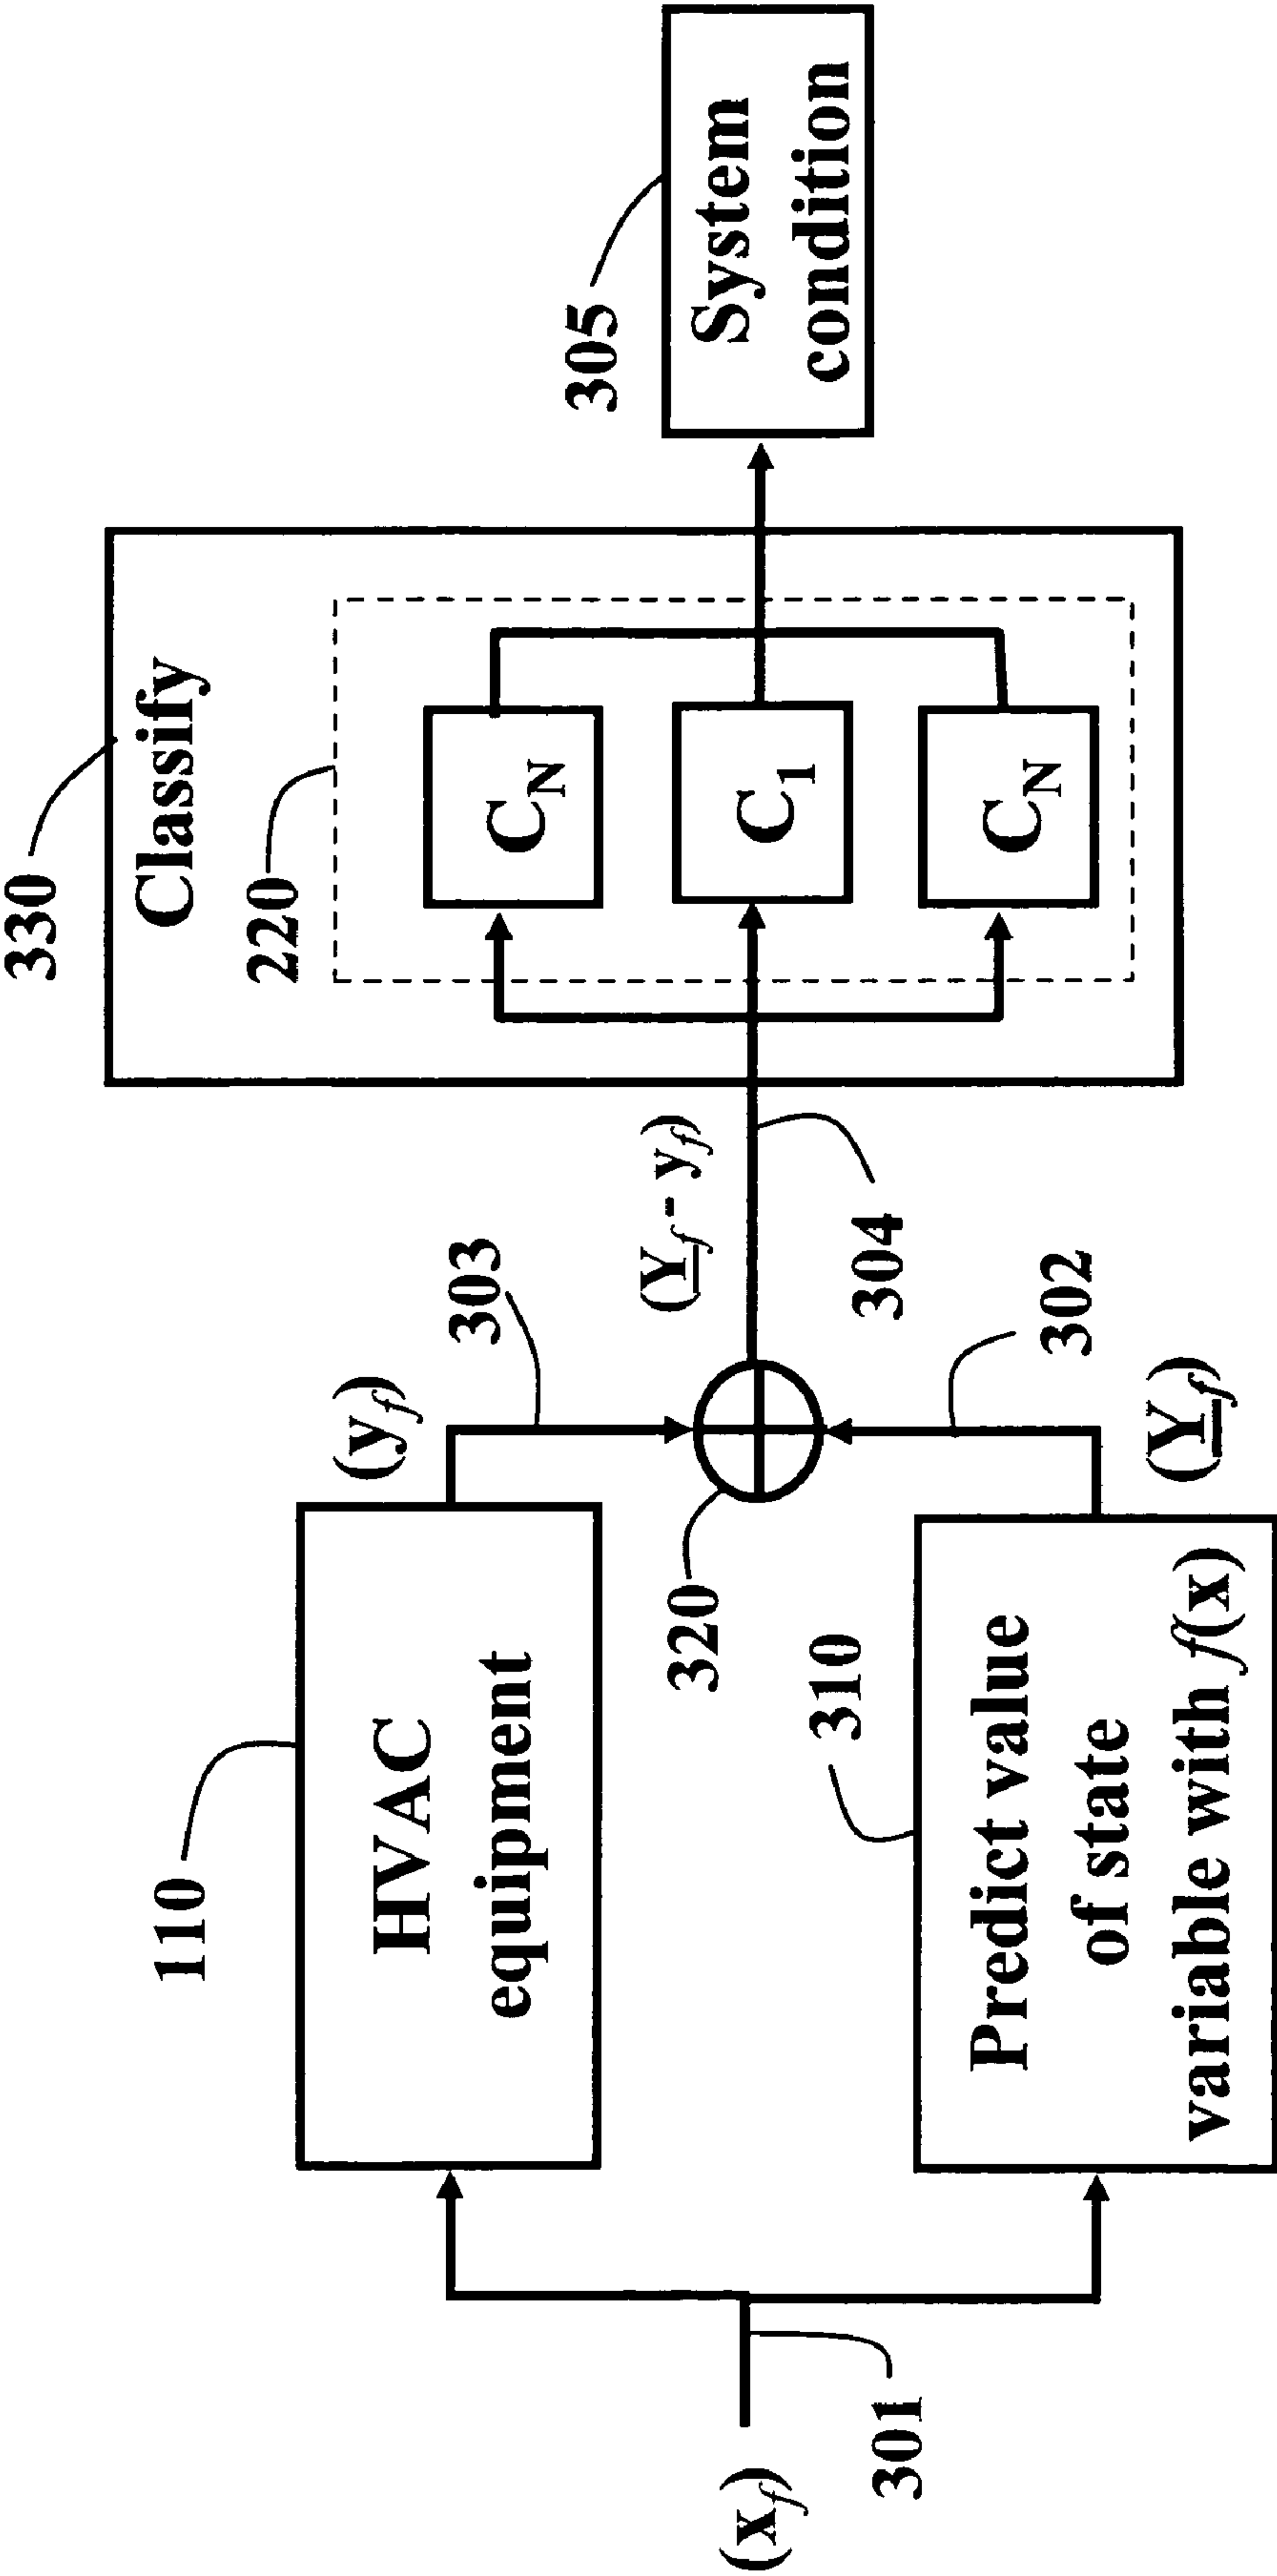 (x_f)
301
110
HVAC
equipment
310
Predict value
of state
variable with f(x)
(y_f)
303
320
302
(Y_f)
(Y_f - y_f)
304
330
Classify
220
C_N
C_1
C_N
305
System
condition